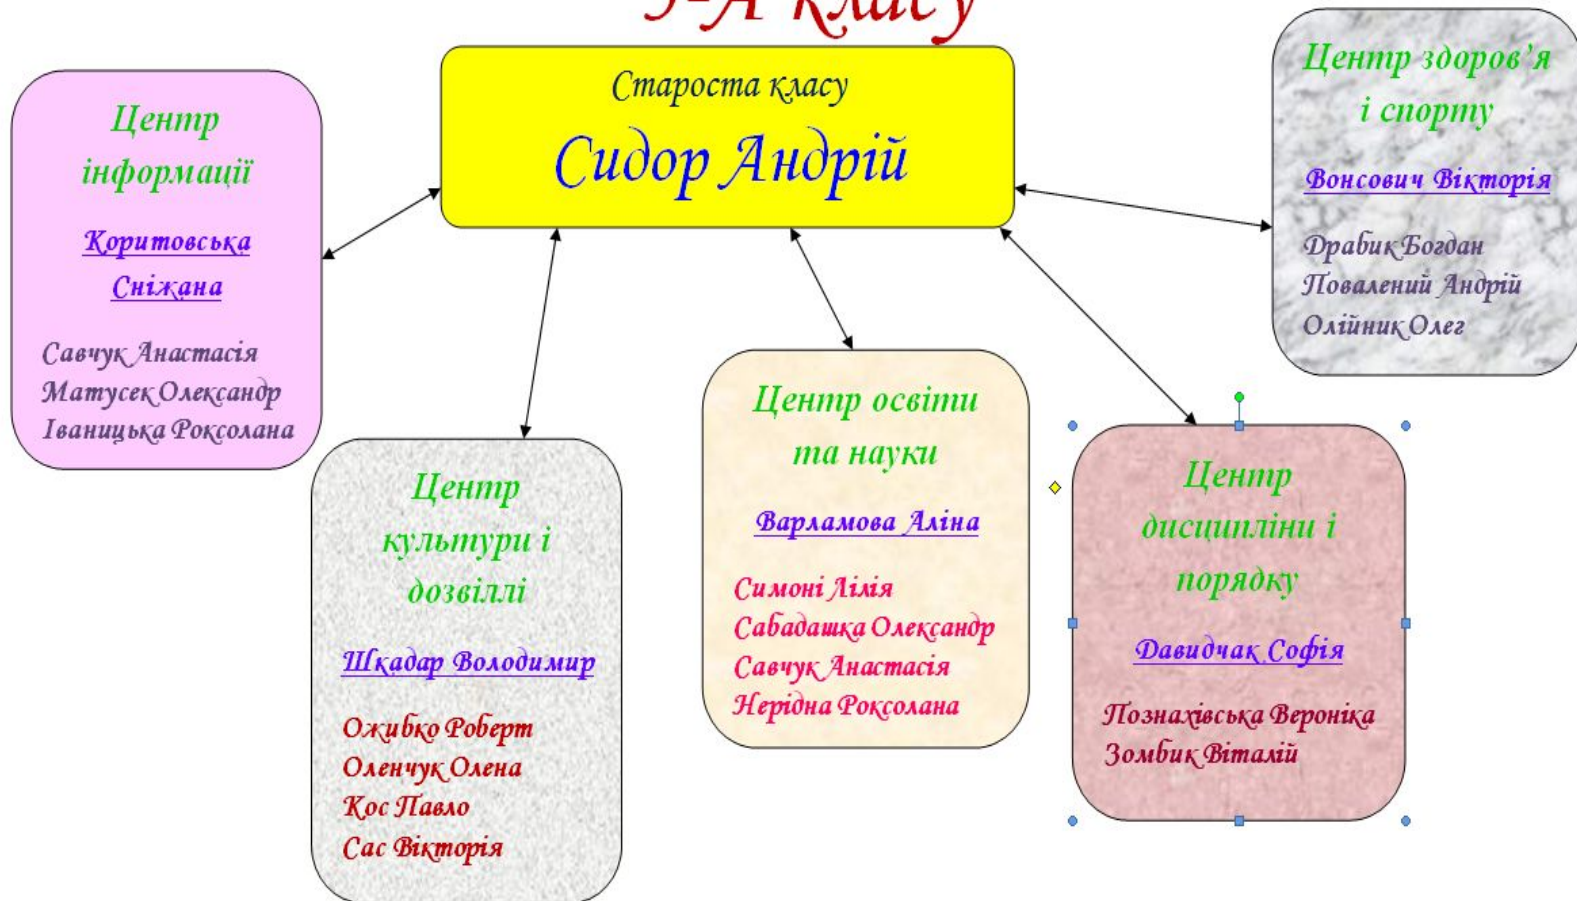 класу
Староста класу
Сидор Андрій
Центр
інформації
Коритовська
Сніжана
Савчук Анастасія
Матусек Олександр
Іваницька Роксолана
Центр
культури і
дозвіллі
Шкадар Володимир
Ожибко Роберт
Оленчук Олена
Кос Павло
Сас Вікторія
Центр освіти
та науки
Варламова Аліна
Симоні Лілія
Сабадашка Олександр
Савчук Анастасія
Нерідна Роксолана
Центр
дисципліни і
порядку
Давидчак Софія
Познахівська Вероніка
Зомбик Віталій
Центр здоров’я
і спорту
Вонсович Вікторія
Драбик Богдан
Повалений Андрій
Олійник Олег